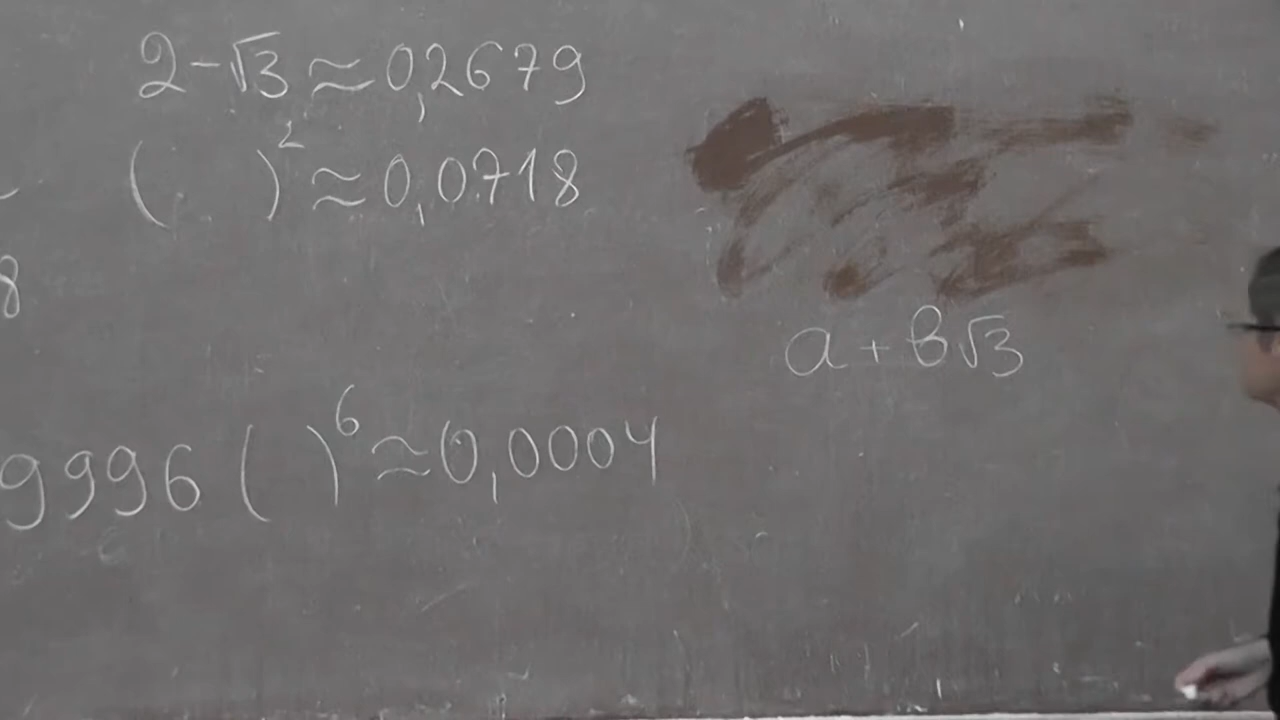 2-√3≈0,2679
( )²≈0,0718
8
a+b√3
9996 ( )⁶≈0,0004